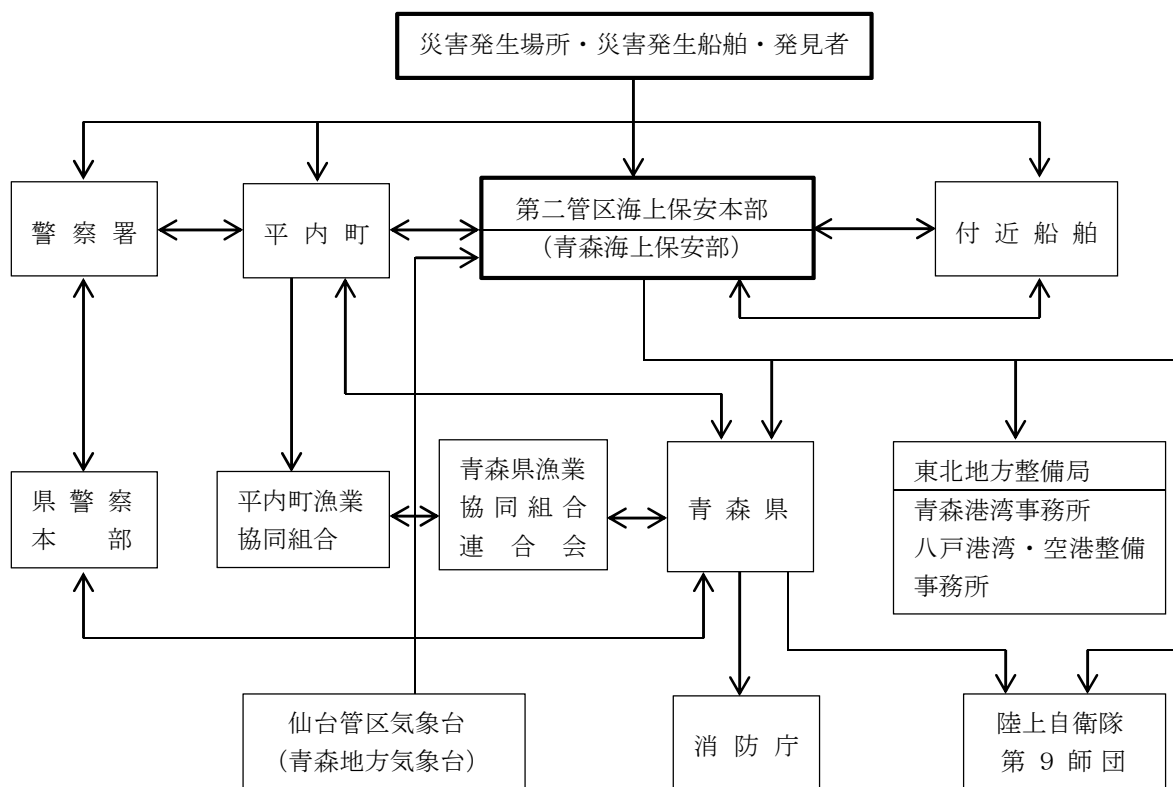 災害発生場所・災害発生船舶・発見者
警察署
平内町
第二管区海上保安本部
(青森海上保安部)
付近船舶
県警察
本部
平内町漁業
協同組合
青森県漁業
協同組合
連合会
青森県
東北地方整備局
青森港湾事務所
八戸港湾・空港整備
事務所
仙台管区気象台
(青森地方気象台)
消防庁
陸上自衛隊
第9師団